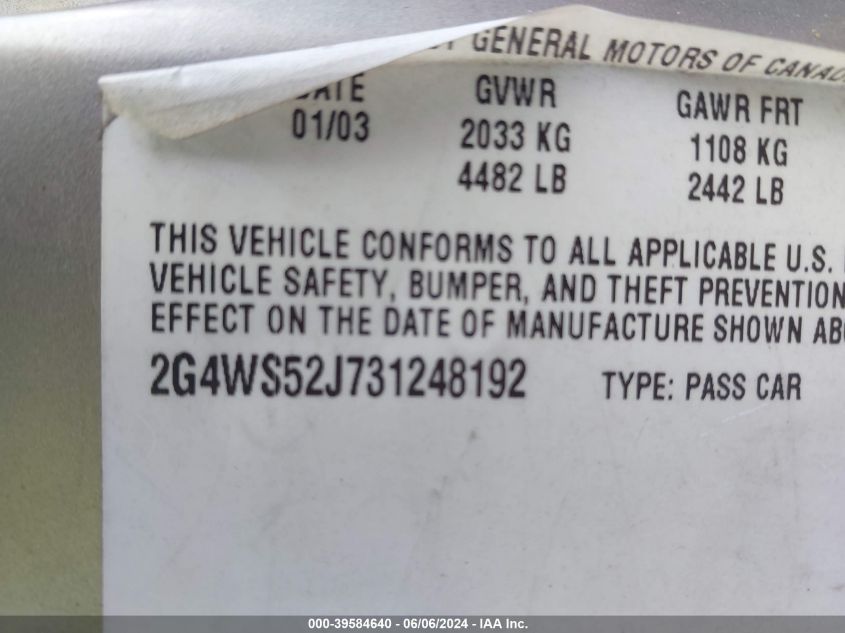 GENERAL MOTORS OF CANADA
DATE GVWR GAWR FRT
01/03 2033 KG 1108 KG
4482 LB 2442 LB
THIS VEHICLE CONFORMS TO ALL APPLICABLE U.S.
VEHICLE SAFETY, BUMPER, AND THEFT PREVENTION
EFFECT ON THE DATE OF MANUFACTURE SHOWN
2G4WS52J731248192 TYPE: PASS CAR
000-39584640 - 06/06/2024 - IAA Inc.